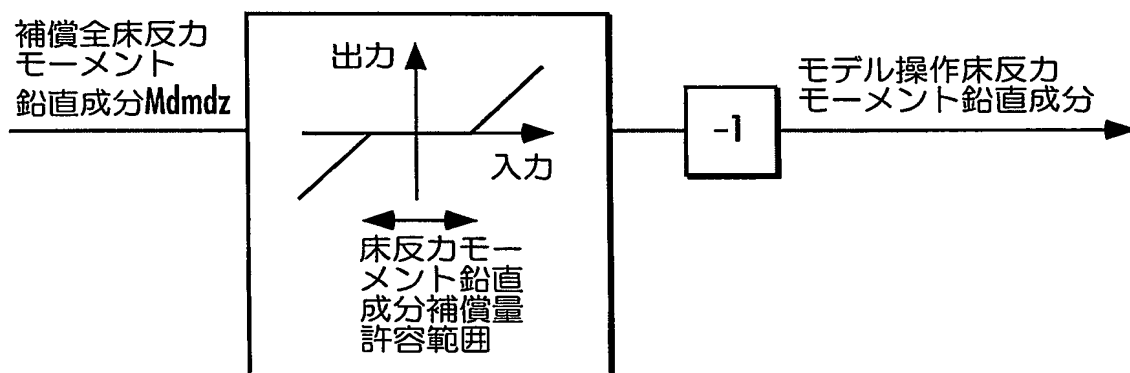 補償全床反力
モーメント
鉛直成分Mdmdz
出力
入力
床反力モー
メント鉛直
成分補償量
許容範囲
-1
モデル操作床反力
モーメント鉛直成分